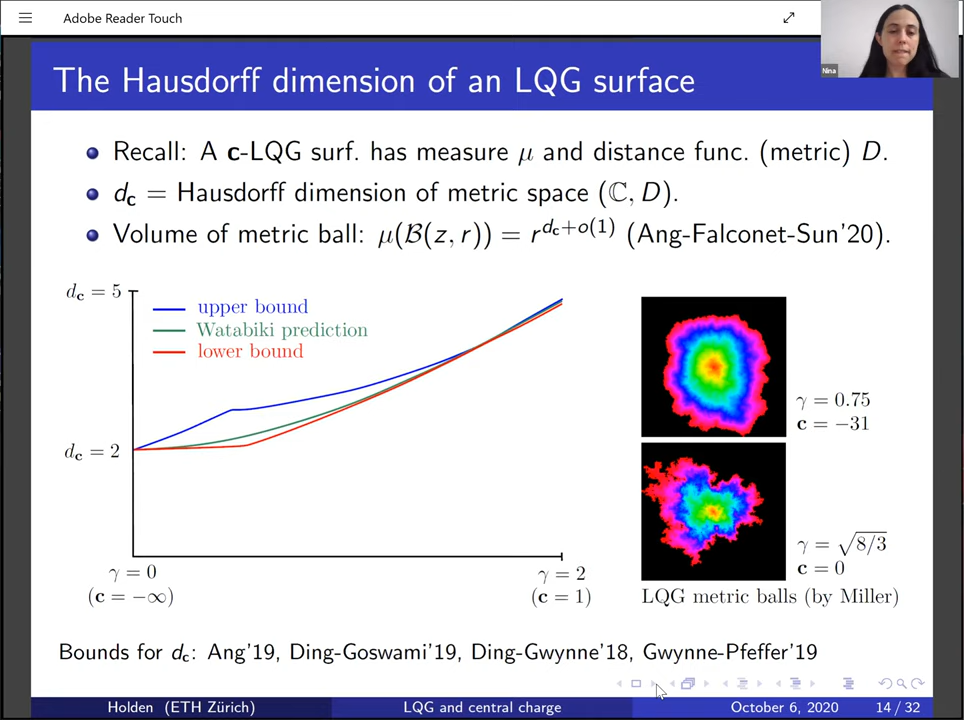 Adobe Reader Touch
Nina
The Hausdorff dimension of an LQG surface
Recall: A c-LQG surf. has measure μ and distance func. (metric) D.
d_c = Hausdorff dimension of metric space (ℂ, D).
Volume of metric ball: μ(ℬ(z, r)) = r^{d_c+o(1)} (Ang-Falconet-Sun'20).
d_c = 5
upper bound
Watabiki prediction
lower bound
d_c = 2
γ = 0
(c = −∞)
γ = 2
(c = 1)
γ = 0.75
c = −31
γ = √8/3
c = 0
LQG metric balls (by Miller)
Bounds for d_c: Ang'19, Ding-Goswami'19, Ding-Gwynne'18, Gwynne-Pfeffer'19
Holden (ETH Zürich) LQG and central charge October 6, 2020 14 / 32